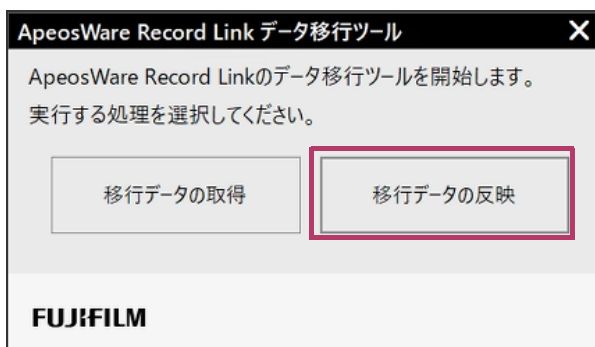 ApeosWare Record Link データ移行ツール
ApeosWare Record Linkのデータ移行ツールを開始します。
実行する処理を選択してください。
移行データの取得
移行データの反映
FUJIFILM